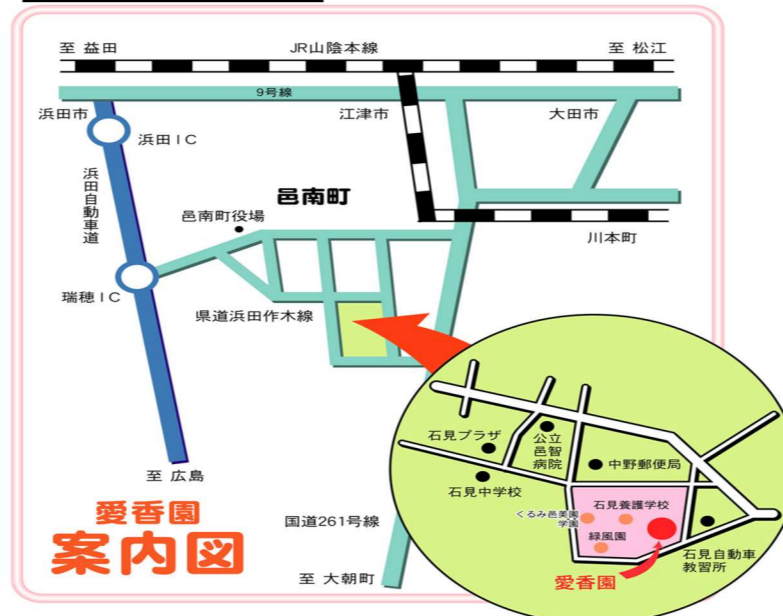 至 益田
JR山陰本線
至 松江
9号線
浜田市
江津市
大田市
浜田IC
浜田自動車道
邑南町
邑南町役場
川本町
瑞穂IC
県道浜田作木線
石見プラザ
公立
邑智
病院
中野郵便局
至 広島
石見中学校
石見養護学校
くるみ邑美園
学園
緑風園
国道261号線
石見自動車
教習所
愛香園
至 大朝町
愛香園
案内図